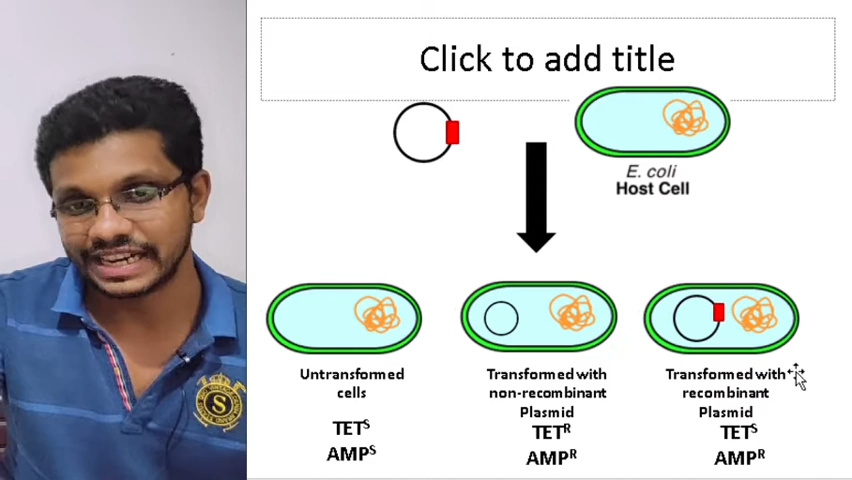 Click to add title
E. coli
Host Cell
Untransformed
cells
TETˢ
AMPˢ
Transformed with
non-recombinant
Plasmid
TETᴿ
AMPᴿ
Transformed with
recombinant
Plasmid
TETˢ
AMPᴿ
S